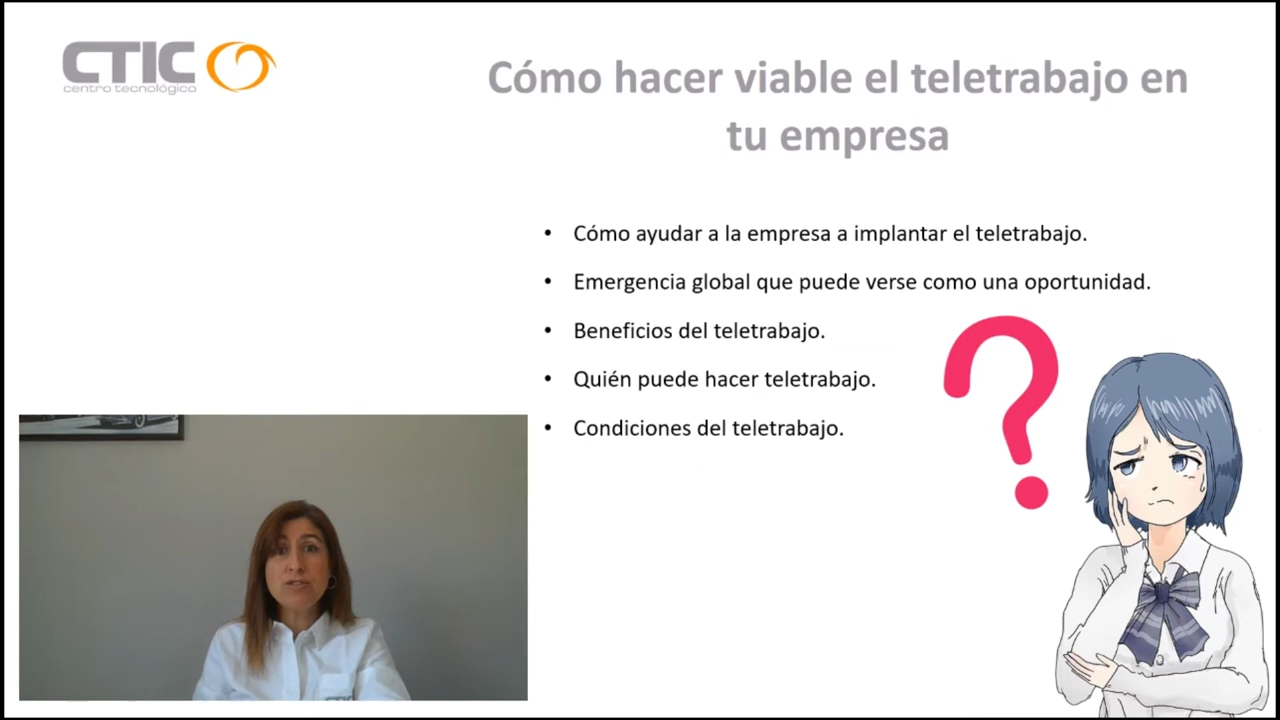 CTIC
centro tecnológico
Cómo hacer viable el teletrabajo en
tu empresa
• Cómo ayudar a la empresa a implantar el teletrabajo.
• Emergencia global que puede verse como una oportunidad.
• Beneficios del teletrabajo.
• Quién puede hacer teletrabajo.
• Condiciones del teletrabajo.
?
CTIC